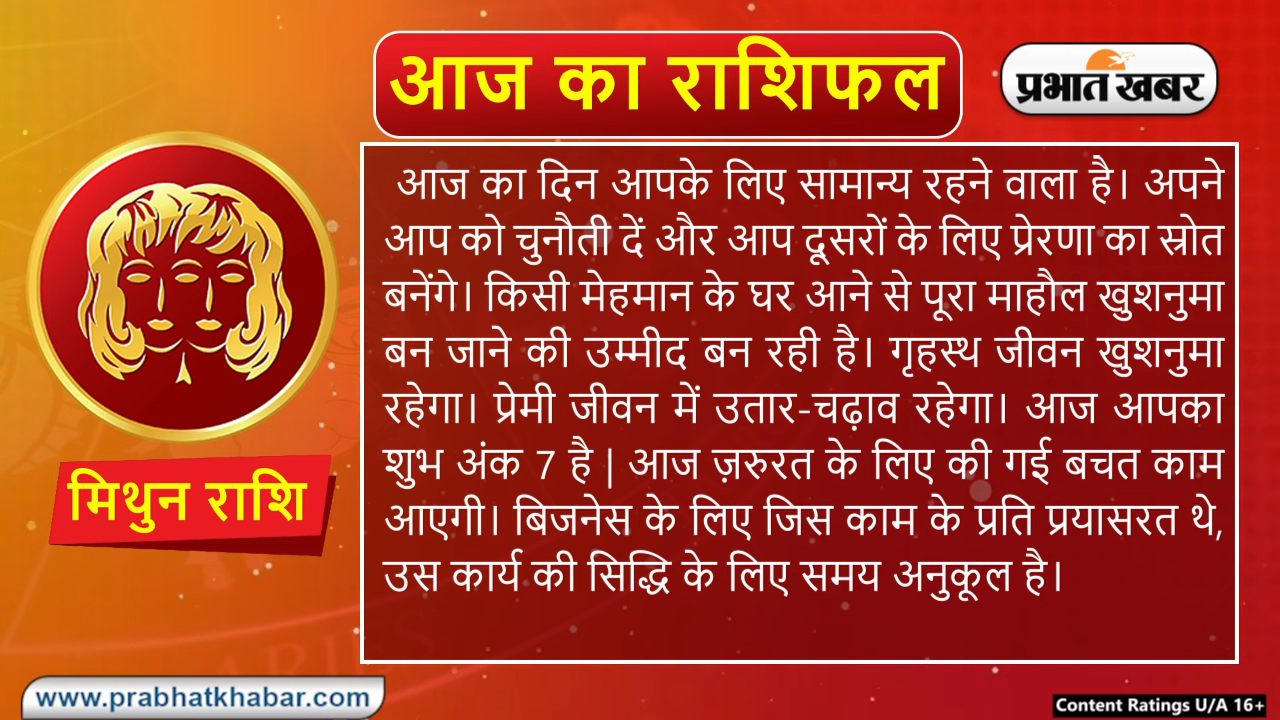 आज का राशिफल
प्रभात खबर
आज का दिन आपके लिए सामान्य रहने वाला है। अपने
आप को चुनौती दें और आप दूसरों के लिए प्रेरणा का स्रोत
बनेंगे। किसी मेहमान के घर आने से पूरा माहौल खुशनुमा
बन जाने की उम्मीद बन रही है। गृहस्थ जीवन खुशनुमा
रहेगा। प्रेमी जीवन में उतार-चढ़ाव रहेगा। आज आपका
शुभ अंक 7 है | आज ज़रुरत के लिए की गई बचत काम
आएगी। बिजनेस के लिए जिस काम के प्रति प्रयासरत थे,
उस कार्य की सिद्धि के लिए समय अनुकूल है।
मिथुन राशि
ARIES
www.prabhatkhabar.com
Content Ratings U/A 16+